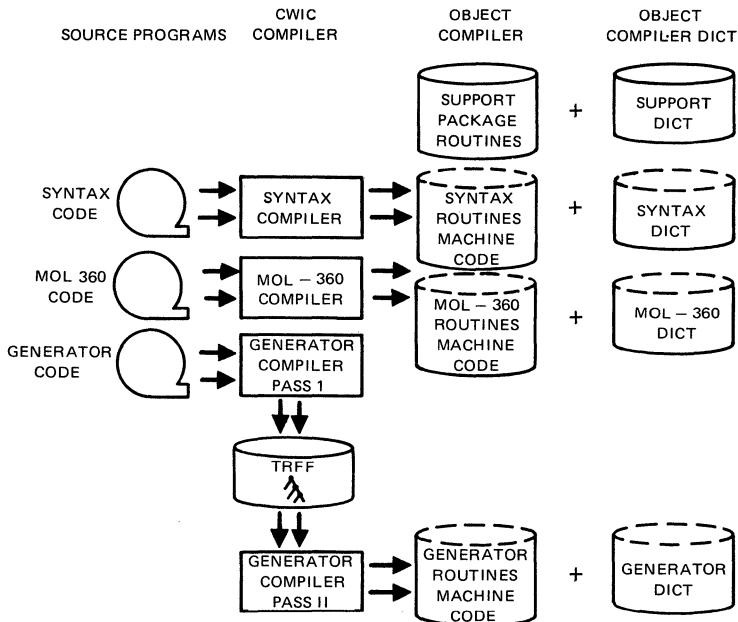 SOURCE PROGRAMS
CWIC
COMPILER
OBJECT
COMPILER
OBJECT
COMPILER DICT
SUPPORT
PACKAGE
ROUTINES
+
SUPPORT
DICT
SYNTAX
CODE
SYNTAX
COMPILER
SYNTAX
ROUTINES
MACHINE
CODE
+
SYNTAX
DICT
MOL 360
CODE
MOL – 360
COMPILER
MOL – 360
ROUTINES
MACHINE
CODE
+
MOL – 360
DICT
GENERATOR
CODE
GENERATOR
COMPILER
PASS 1
TRFF
GENERATOR
COMPILER
PASS II
GENERATOR
ROUTINES
MACHINE
CODE
+
GENERATOR
DICT